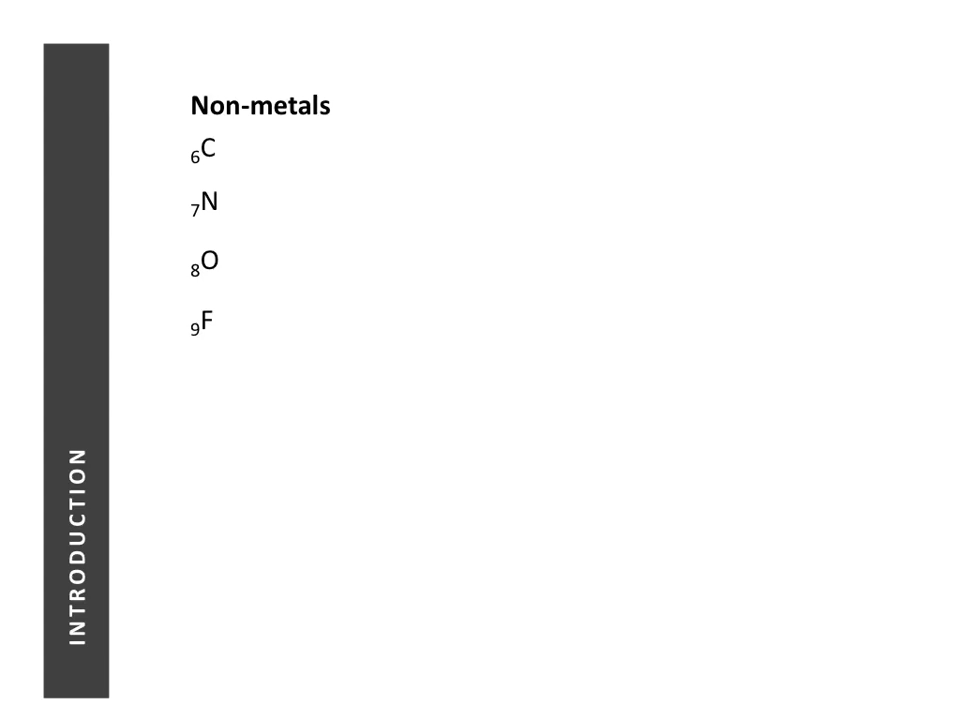 INTRODUCTION
Non-metals
₆C
₇N
₈O
₉F